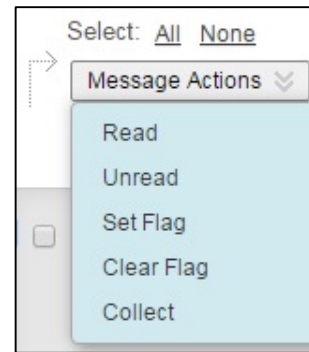 Select: All None
Message Actions
Read
Unread
Set Flag
Clear Flag
Collect